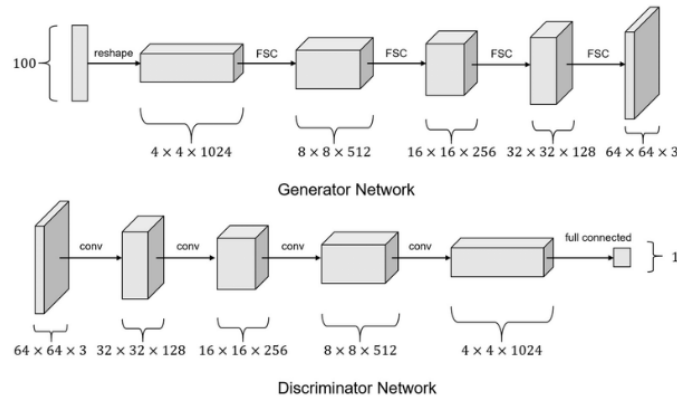 100
reshape
FSC
FSC
FSC
FSC
4 × 4 × 1024
8 × 8 × 512
16 × 16 × 256
32 × 32 × 128
64 × 64 × 3
Generator Network
conv
conv
conv
conv
full connected
1
64 × 64 × 3
32 × 32 × 128
16 × 16 × 256
8 × 8 × 512
4 × 4 × 1024
Discriminator Network